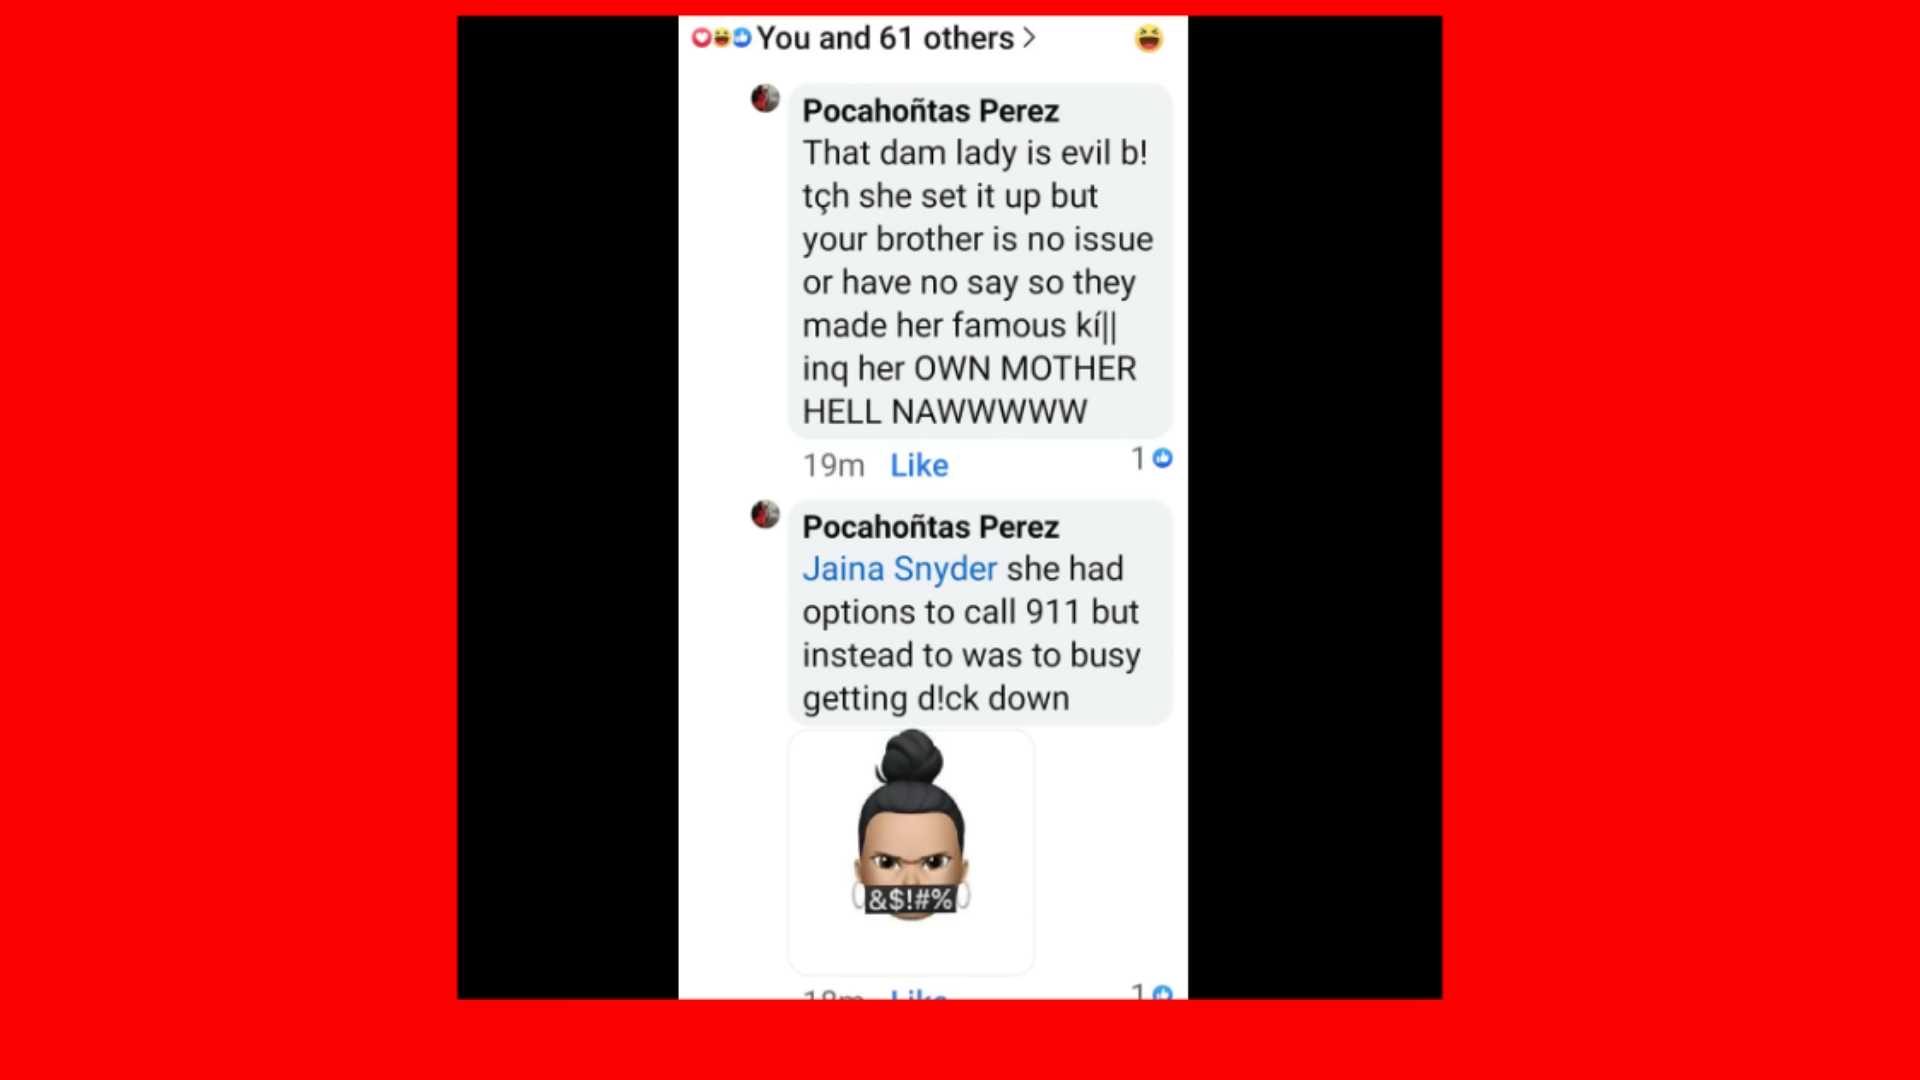 You and 61 others >
Pocahoñtas Perez
That dam lady is evil b!
tçh she set it up but
your brother is no issue
or have no say so they
made her famous kí||
inq her OWN MOTHER
HELL NAWWWWW
19m Like 1
Pocahoñtas Perez
Jaina Snyder she had
options to call 911 but
instead to was to busy
getting d!ck down
&$!#%
18m Like 1